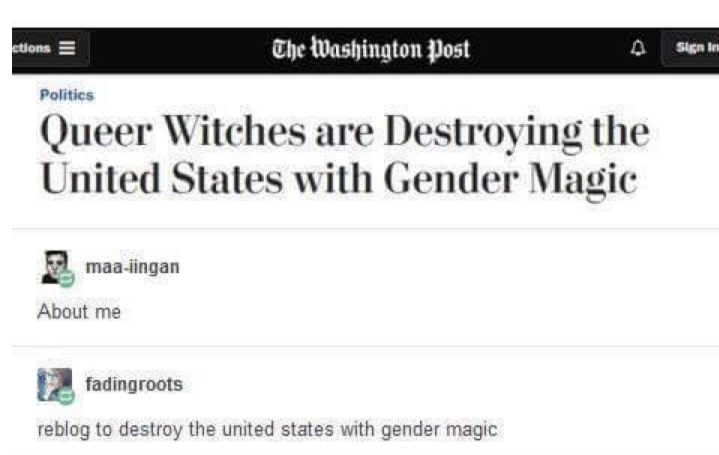 ctions
The Washington Post
Sign In
Politics
Queer Witches are Destroying the
United States with Gender Magic
maa-iingan
About me
fadingroots
reblog to destroy the united states with gender magic